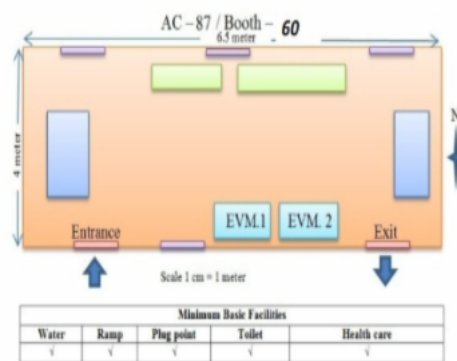 AC – 87 / Booth – 60
6.5 meter
4 meter
N
EVM.1 EVM. 2
Entrance Exit
Scale 1 cm = 1 meter
Minimum Basic Facilities
Water Ramp Plug point Toilet Health care
√ √ √ √ √